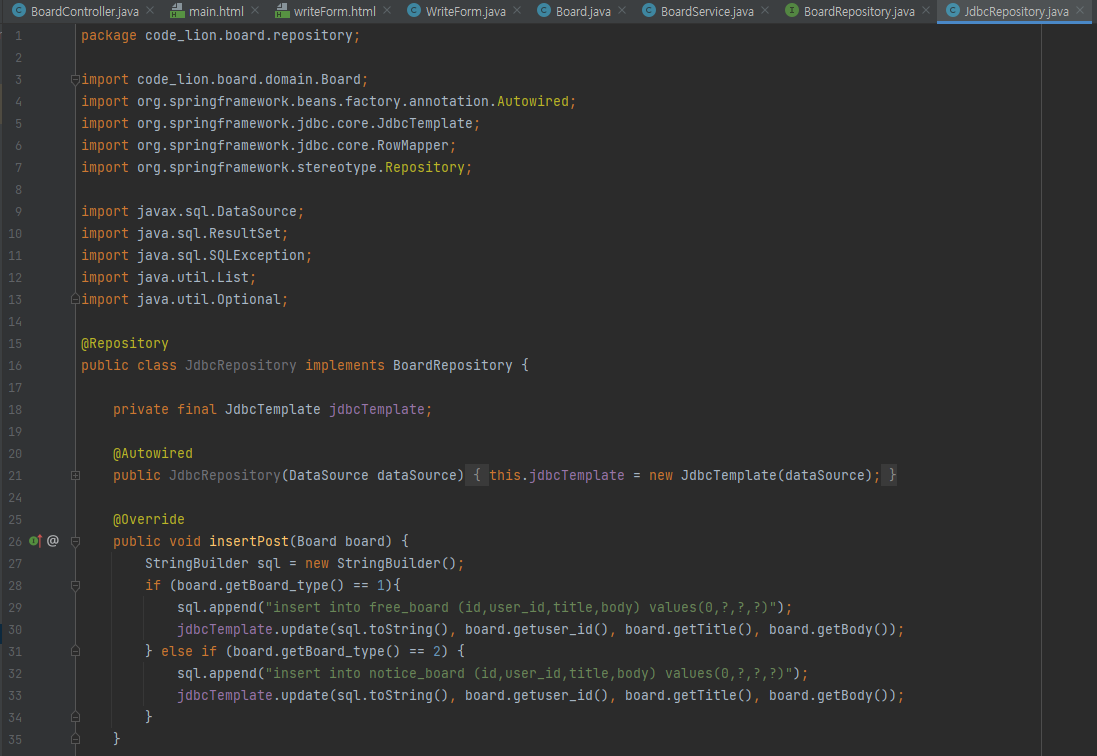 BoardController.java main.html writeForm.html WriteForm.java Board.java BoardService.java BoardRepository.java JdbcRepository.java
1 package code_lion.board.repository;
2
3 import code_lion.board.domain.Board;
4 import org.springframework.beans.factory.annotation.Autowired;
5 import org.springframework.jdbc.core.JdbcTemplate;
6 import org.springframework.jdbc.core.RowMapper;
7 import org.springframework.stereotype.Repository;
8
9 import javax.sql.DataSource;
10 import java.sql.ResultSet;
11 import java.sql.SQLException;
12 import java.util.List;
13 import java.util.Optional;
14
15 @Repository
16 public class JdbcRepository implements BoardRepository {
17
18 private final JdbcTemplate jdbcTemplate;
19
20 @Autowired
21 public JdbcRepository(DataSource dataSource) { this.jdbcTemplate = new JdbcTemplate(dataSource); }
24
25 @Override
26 @ public void insertPost(Board board) {
27 StringBuilder sql = new StringBuilder();
28 if (board.getBoard_type() == 1){
29 sql.append("insert into free_board (id,user_id,title,body) values(0,?,?,?)");
30 jdbcTemplate.update(sql.toString(), board.getuser_id(), board.getTitle(), board.getBody());
31 } else if (board.getBoard_type() == 2) {
32 sql.append("insert into notice_board (id,user_id,title,body) values(0,?,?,?)");
33 jdbcTemplate.update(sql.toString(), board.getuser_id(), board.getTitle(), board.getBody());
34 }
35 }